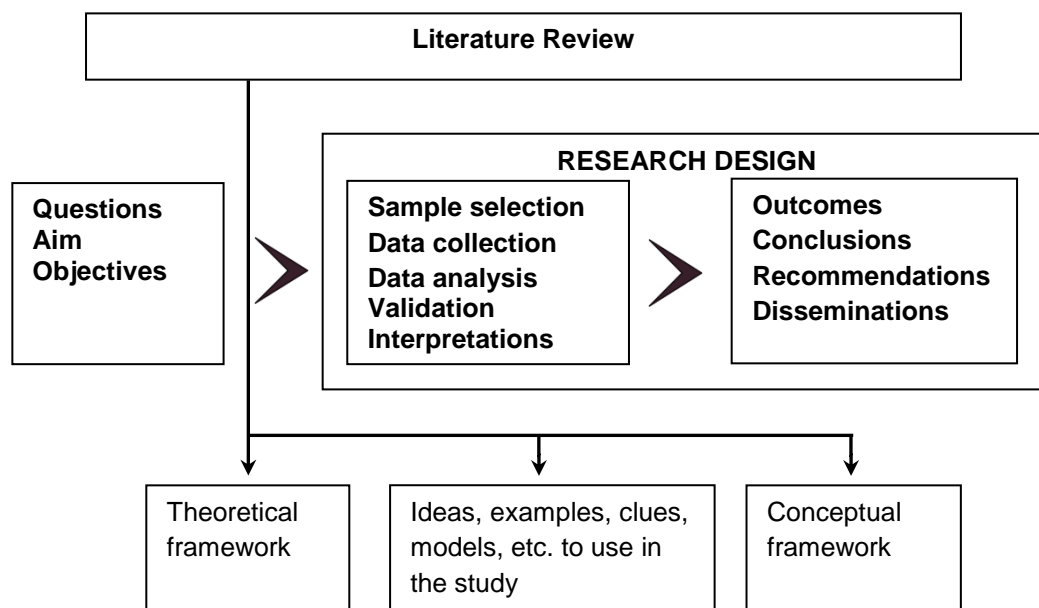 Literature Review
RESEARCH DESIGN
Questions
Aim
Objectives
Sample selection
Data collection
Data analysis
Validation
Interpretations
Outcomes
Conclusions
Recommendations
Disseminations
Theoretical
framework
Ideas, examples, clues,
models, etc. to use in
the study
Conceptual
framework